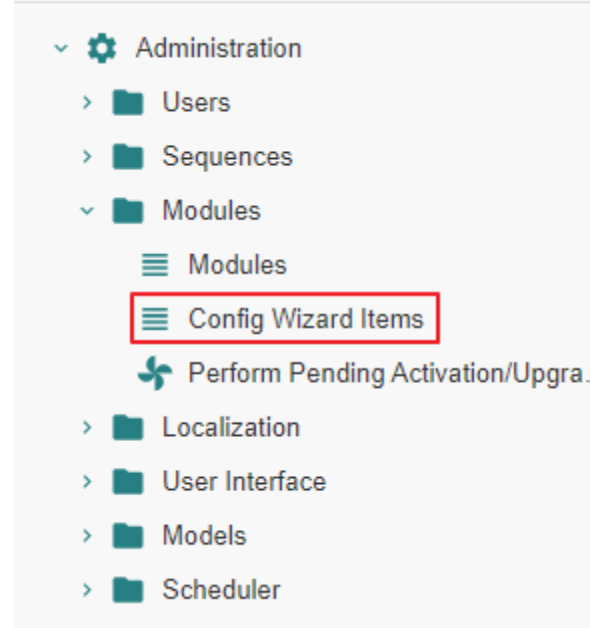 Administration
Users
Sequences
Modules
Modules
Config Wizard Items
Perform Pending Activation/Upgra.
Localization
User Interface
Models
Scheduler